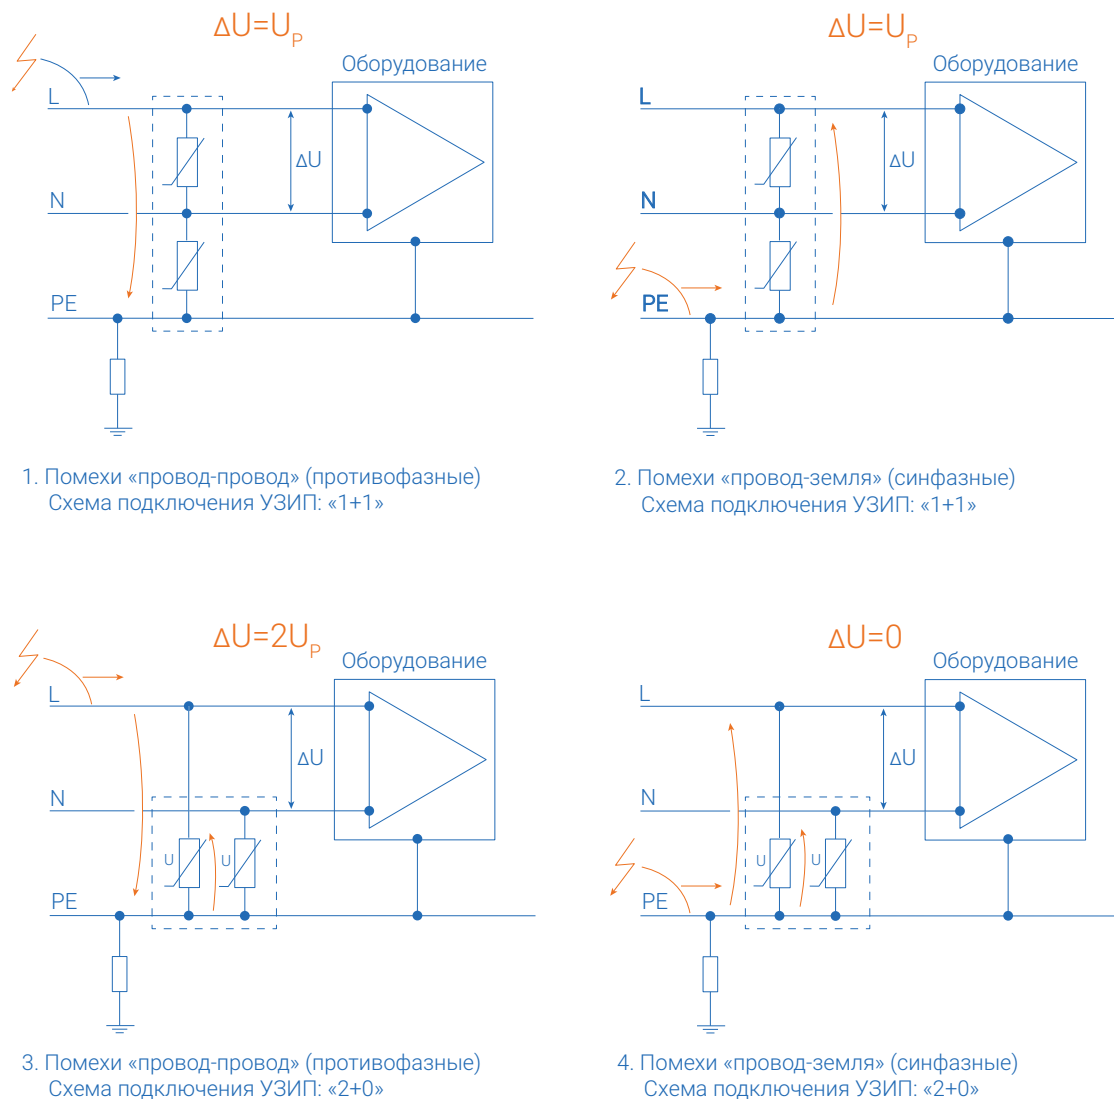 ΔU=Uₚ
Оборудование
L
ΔU
N
PE
1. Помехи «провод-провод» (противофазные)
Схема подключения УЗИП: «1+1»
ΔU=Uₚ
Оборудование
L
ΔU
N
PE
2. Помехи «провод-земля» (синфазные)
Схема подключения УЗИП: «1+1»
ΔU=2Uₚ
Оборудование
L
ΔU
N
U
U
PE
3. Помехи «провод-провод» (противофазные)
Схема подключения УЗИП: «2+0»
ΔU=0
Оборудование
L
ΔU
N
U
U
PE
4. Помехи «провод-земля» (синфазные)
Схема подключения УЗИП: «2+0»